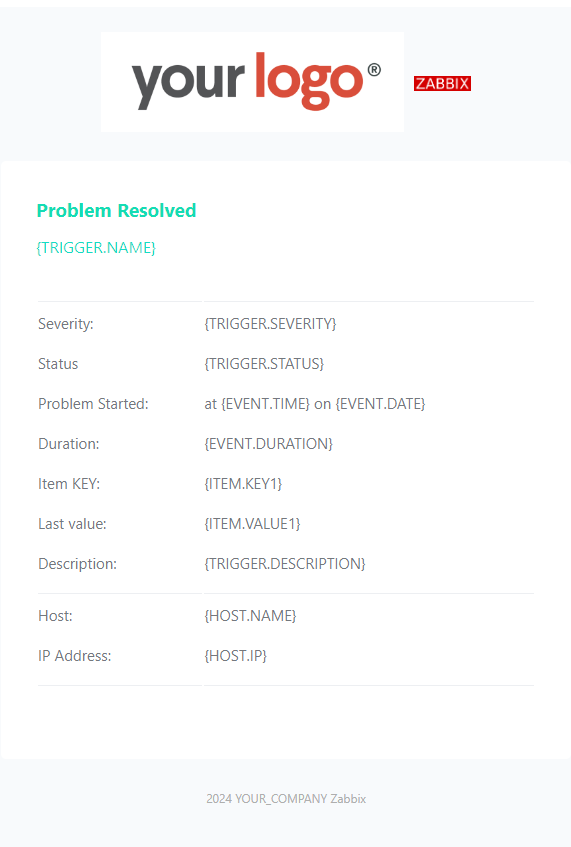 your logo® ZABBIX
Problem Resolved
{TRIGGER.NAME}
Severity: {TRIGGER.SEVERITY}
Status {TRIGGER.STATUS}
Problem Started: at {EVENT.TIME} on {EVENT.DATE}
Duration: {EVENT.DURATION}
Item KEY: {ITEM.KEY1}
Last value: {ITEM.VALUE1}
Description: {TRIGGER.DESCRIPTION}
Host: {HOST.NAME}
IP Address: {HOST.IP}
2024 YOUR_COMPANY Zabbix